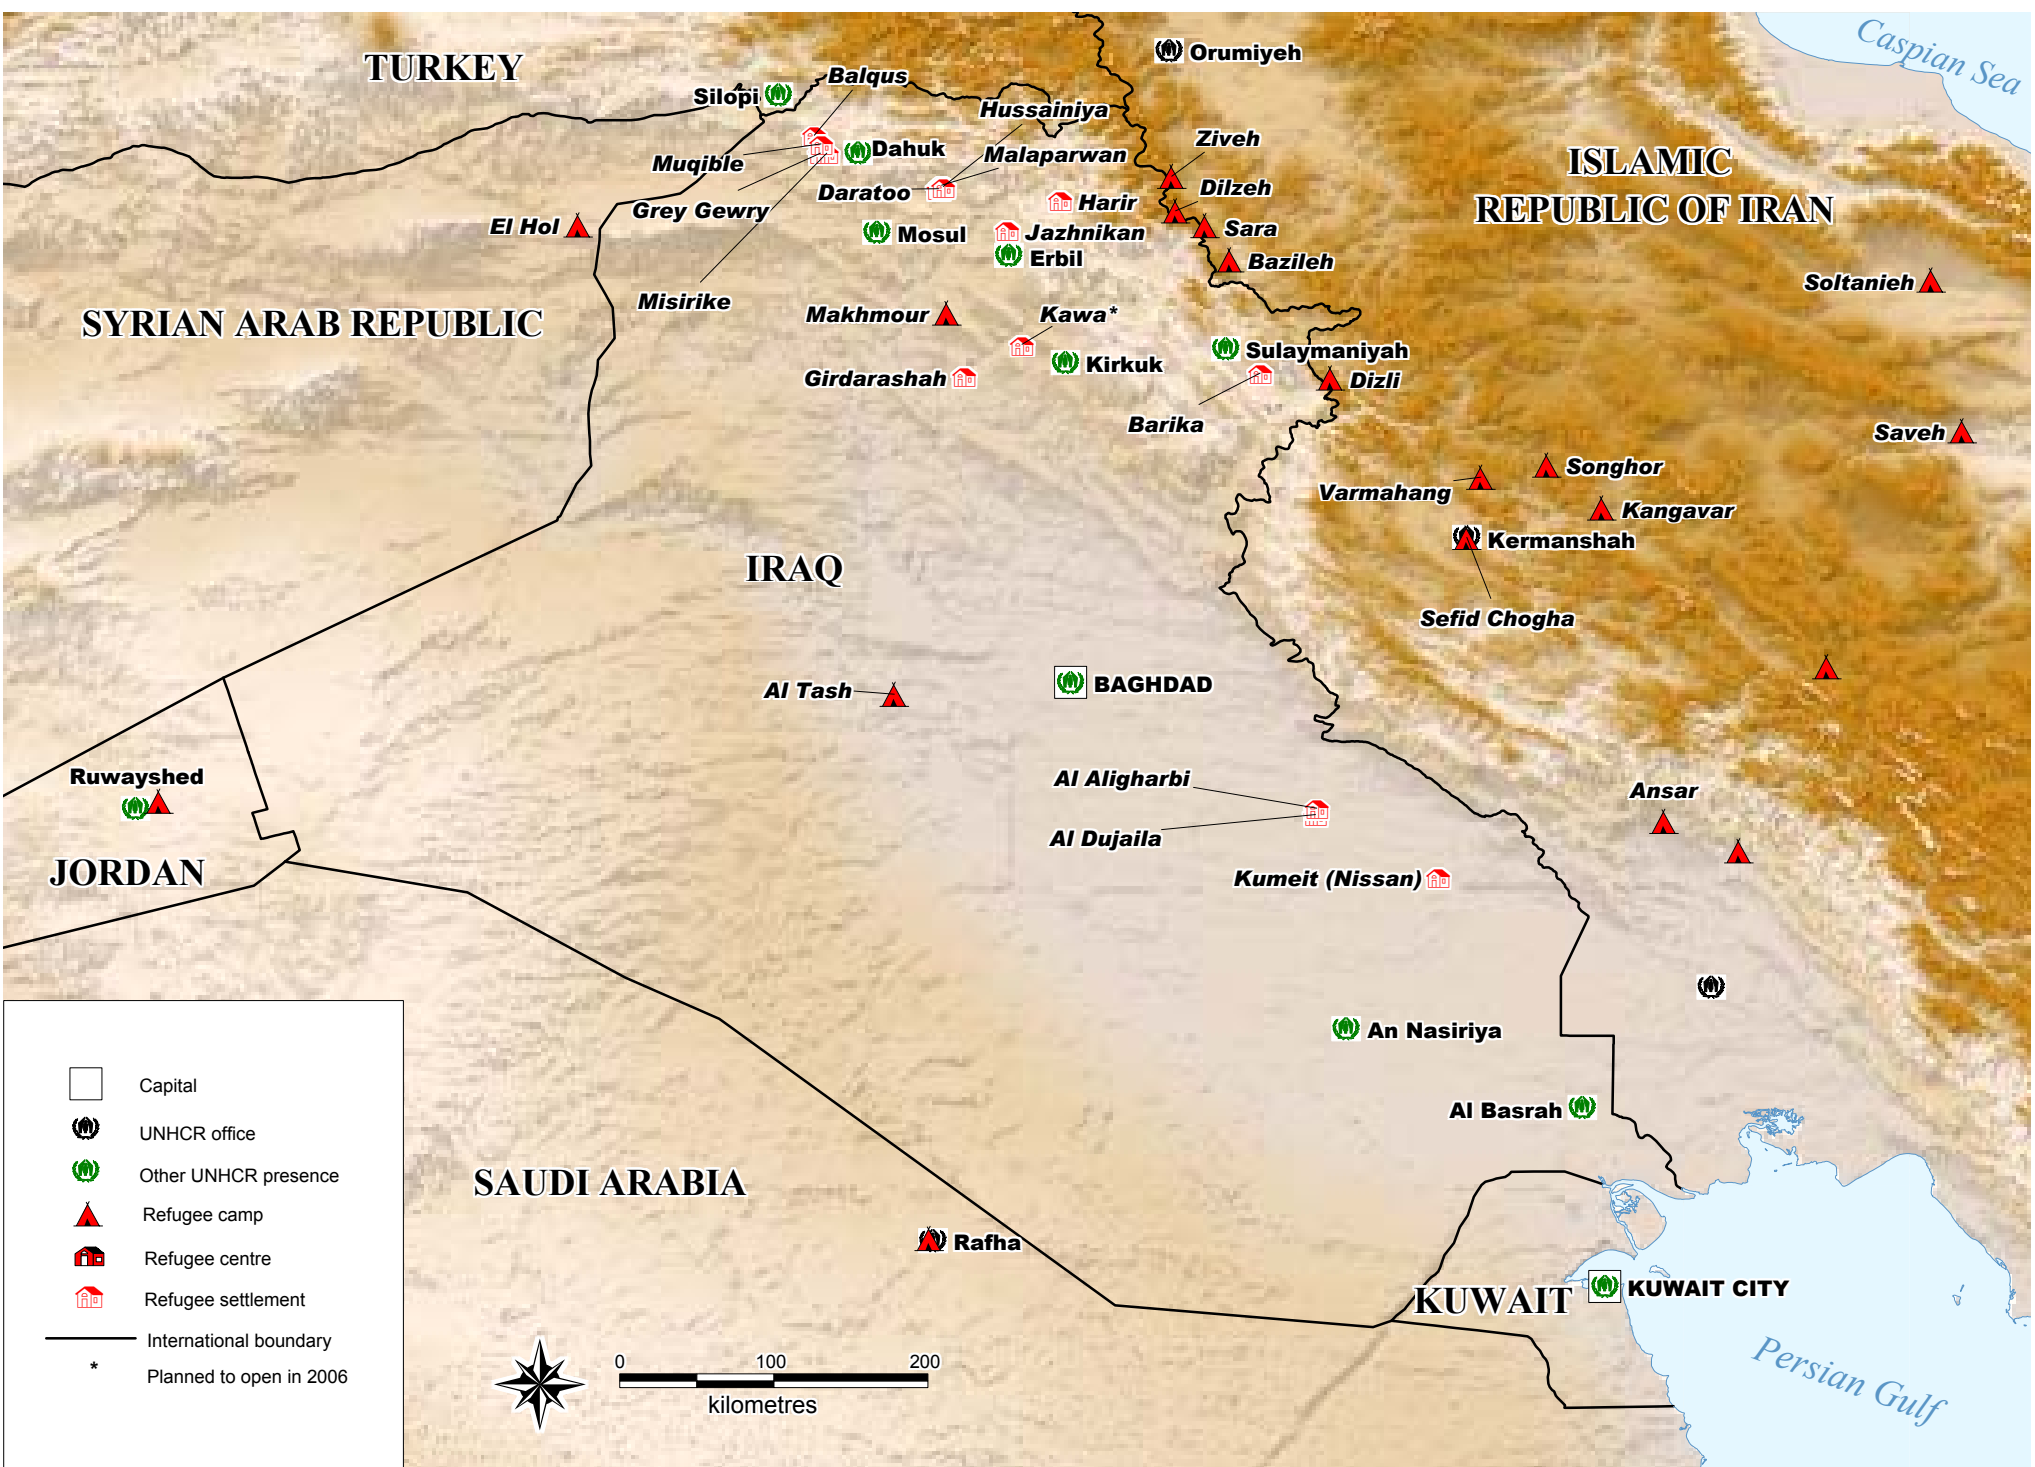 Caspian Sea
Orumiyeh
TURKEY
Balqus
Silopi
Hussainiya
Ziveh
Dahuk
Malaparwan
ISLAMIC
REPUBLIC OF IRAN
Muqible
Daratoo
Dilzeh
Harir
Grey Gewry
El Hol
Mosul
Jazhnikan
Sara
Erbil
Bazileh
Soltanieh
Misirike
SYRIAN ARAB REPUBLIC
Makhmour
Kawa*
Sulaymaniyah
Kirkuk
Girdarashah
Dizli
Barika
Saveh
Songhor
Varmahang
Kangavar
Kermanshah
IRAQ
Sefid Chogha
Al Tash
BAGHDAD
Ruwayshed
Al Aligharbi
Ansar
Al Dujaila
JORDAN
Kumeit (Nissan)
An Nasiriya
Al Basrah
SAUDI ARABIA
Rafha
KUWAIT
KUWAIT CITY
Persian Gulf
Capital
UNHCR office
Other UNHCR presence
Refugee camp
Refugee centre
Refugee settlement
International boundary
* Planned to open in 2006
0 100 200
kilometres